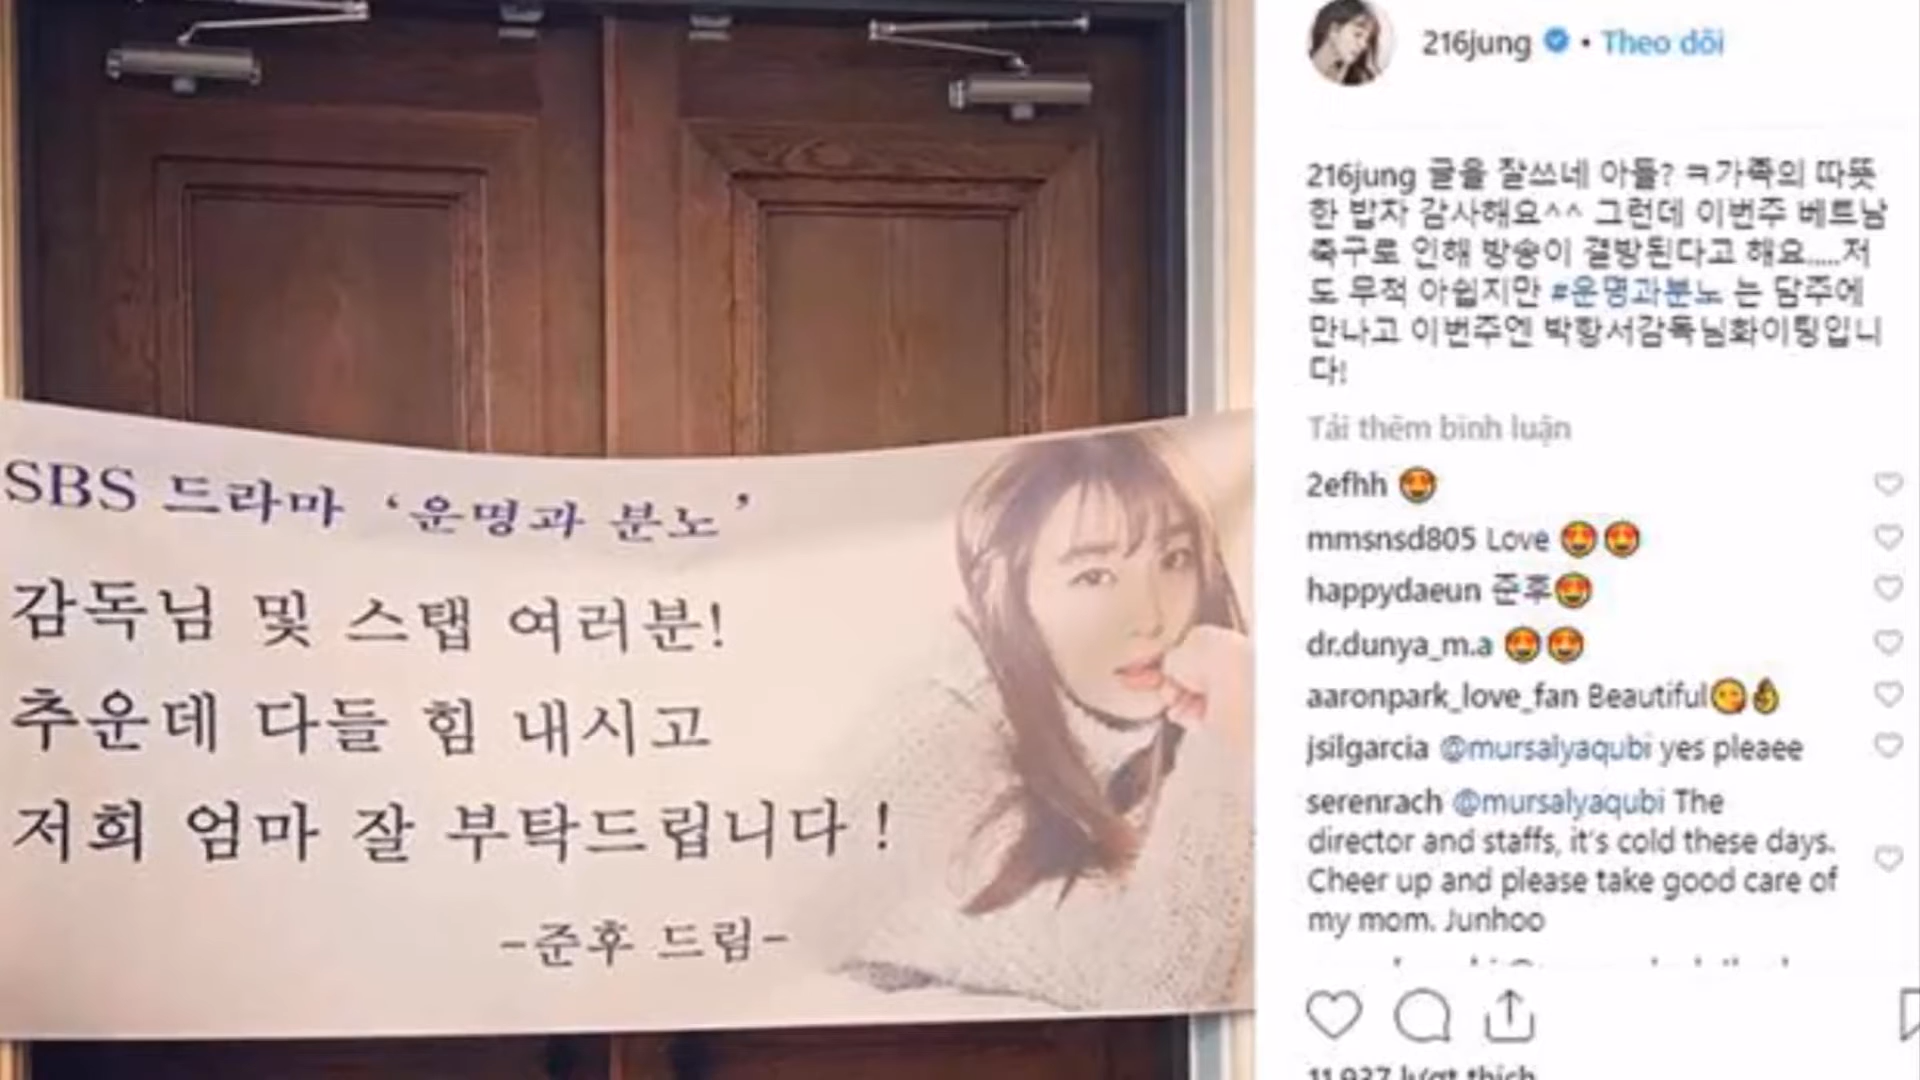 SBS 드라마 ‘운명과 분노’
감독님 및 스탭 여러분!
추운데 다들 힘 내시고
저희 엄마 잘 부탁드립니다!
-준후 드림-
216jung • Theo dõi
216jung 글을 잘쓰네 아들? ㅋ가족의 따뜻
한 밥차 감사해요^^ 그런데 이번주 베트남
축구로 인해 방송이 결방된다고 해요.....저
도 무척 아쉽지만 #운명과분노 는 담주에
만나고 이번주엔 박항서감독님화이팅입니
다!
Tải thêm bình luận
2efhh 😍
mmsnsd805 Love 😍😍
happydaeun 준후😍
dr.dunya_m.a 😍😍
aaronpark_love_fan Beautiful😋👌
jsilgarcia @mursalyaqubi yes pleaee
serenrach @mursalyaqubi The
director and staffs, it's cold these days.
Cheer up and please take good care of
my mom. Junhoo
11.937 lượt thích